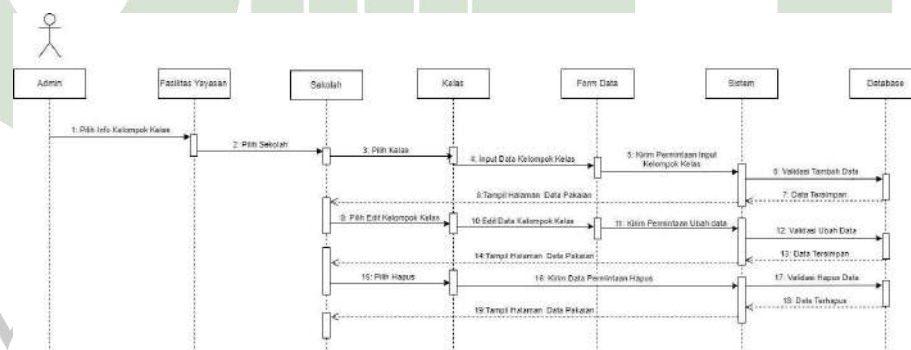 Admin
Fasilitas Yayasan
Sekolah
Kelas
Form Data
Sistem
Database
1: Pilih Info Kelompok Kelas
2: Pilih Sekolah
3: Pilih Kelas
4: Input Data Kelompok Kelas
5: Kirim Permintaan Input
Kelompok Kelas
6: Validasi Tambah Data
7: Data Tersimpan
8:Tampil Halaman Data Pakaian
9: Pilih Edit Kelompok Kelas
10:Edit Data Kelompok Kelas
11: Kirim Permintaan Ubah data
12: Validasi Ubah Data
13: Data Tersimpan
14:Tampil Halaman Data Pakaian
15: Pilih Hapus
16: Kirim Data Permintaan Hapus
17: Validasi Hapus Data
18: Data Terhapus
19:Tampil Halaman Data Pakaian